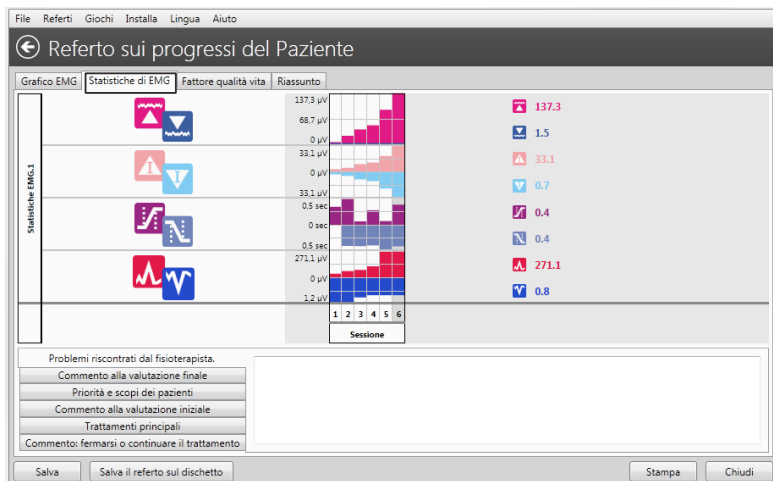 File Referti Giochi Installa Lingua Aiuto
Referto sui progressi del Paziente
Grafico EMG Statistiche di EMG Fattore qualità vita Riassunto
Statistiche EMG.1
137,3 µV
68,7 µV
0 µV
33,1 µV
0 µV
33,1 µV
0,5 sec
0 sec
0,5 sec
271,1 µV
0 µV
1,2 µV
1 2 3 4 5 6
Sessione
137.3
1.5
33.1
0.7
0.4
0.4
271.1
0.8
Problemi riscontrati dal fisioterapista.
Commento alla valutazione finale
Priorità e scopi dei pazienti
Commento alla valutazione iniziale
Trattamenti principali
Commento: fermarsi o continuare il trattamento
Salva Salva il referto sul dischetto Stampa Chiudi